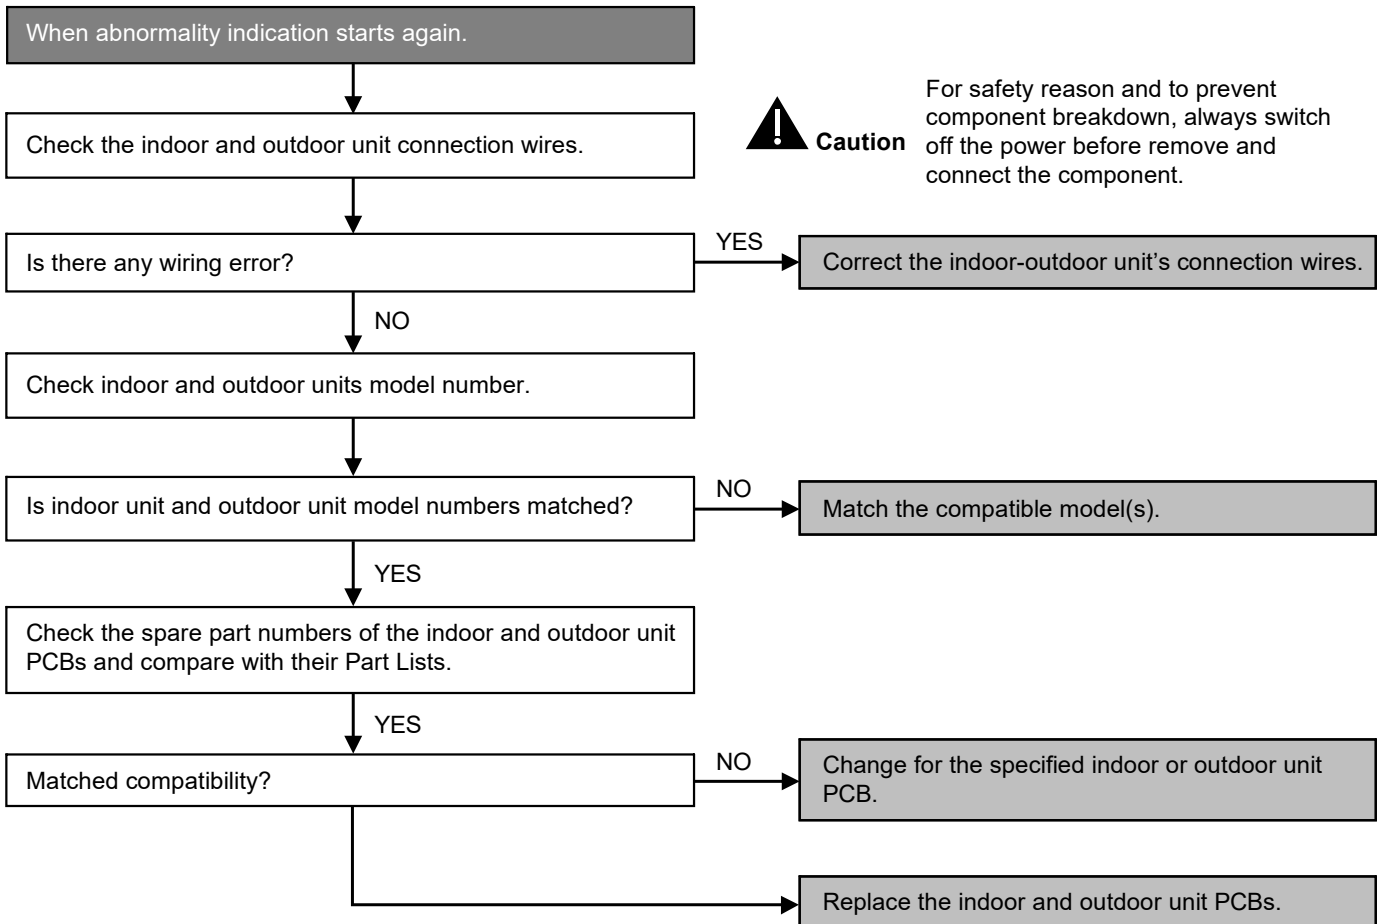 When abnormality indication starts again.
Check the indoor and outdoor unit connection wires.
Caution
For safety reason and to prevent
component breakdown, always switch
off the power before remove and
connect the component.
Is there any wiring error?
YES
Correct the indoor-outdoor unit’s connection wires.
NO
Check indoor and outdoor units model number.
Is indoor unit and outdoor unit model numbers matched?
NO
Match the compatible model(s).
YES
Check the spare part numbers of the indoor and outdoor unit
PCBs and compare with their Part Lists.
YES
Matched compatibility?
NO
Change for the specified indoor or outdoor unit
PCB.
Replace the indoor and outdoor unit PCBs.